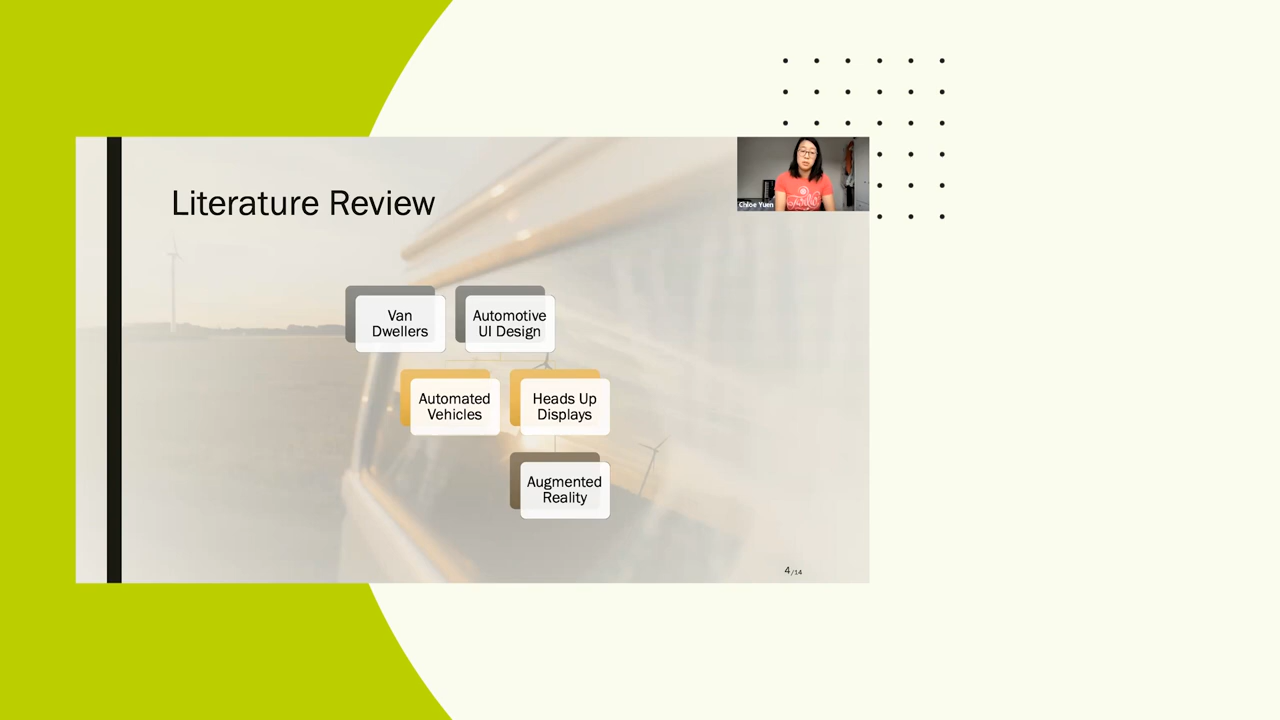 Literature Review
Chloe Yuen
Van
Dwellers
Automotive
UI Design
Automated
Vehicles
Heads Up
Displays
Augmented
Reality
4/14